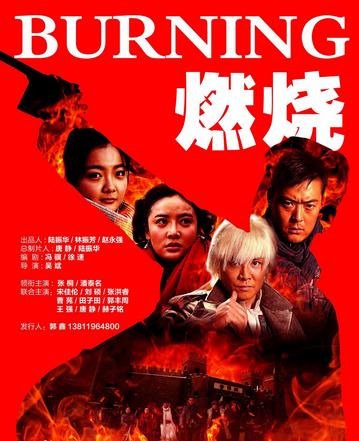 BURNING
燃烧
出品人:陆振华/林振芳/赵永强
总制片人:唐 静/陆振华
编 剧:冯 骥/徐 速
导 演:吴 斌
领衔主演:张 桐/潘泰名
联合主演:宋佳伦/刘 硕/张洪睿
曹 苑/田子田/郭丰周
王 强/唐 静/赫子铭
发行人:郭 鑫 13811964800